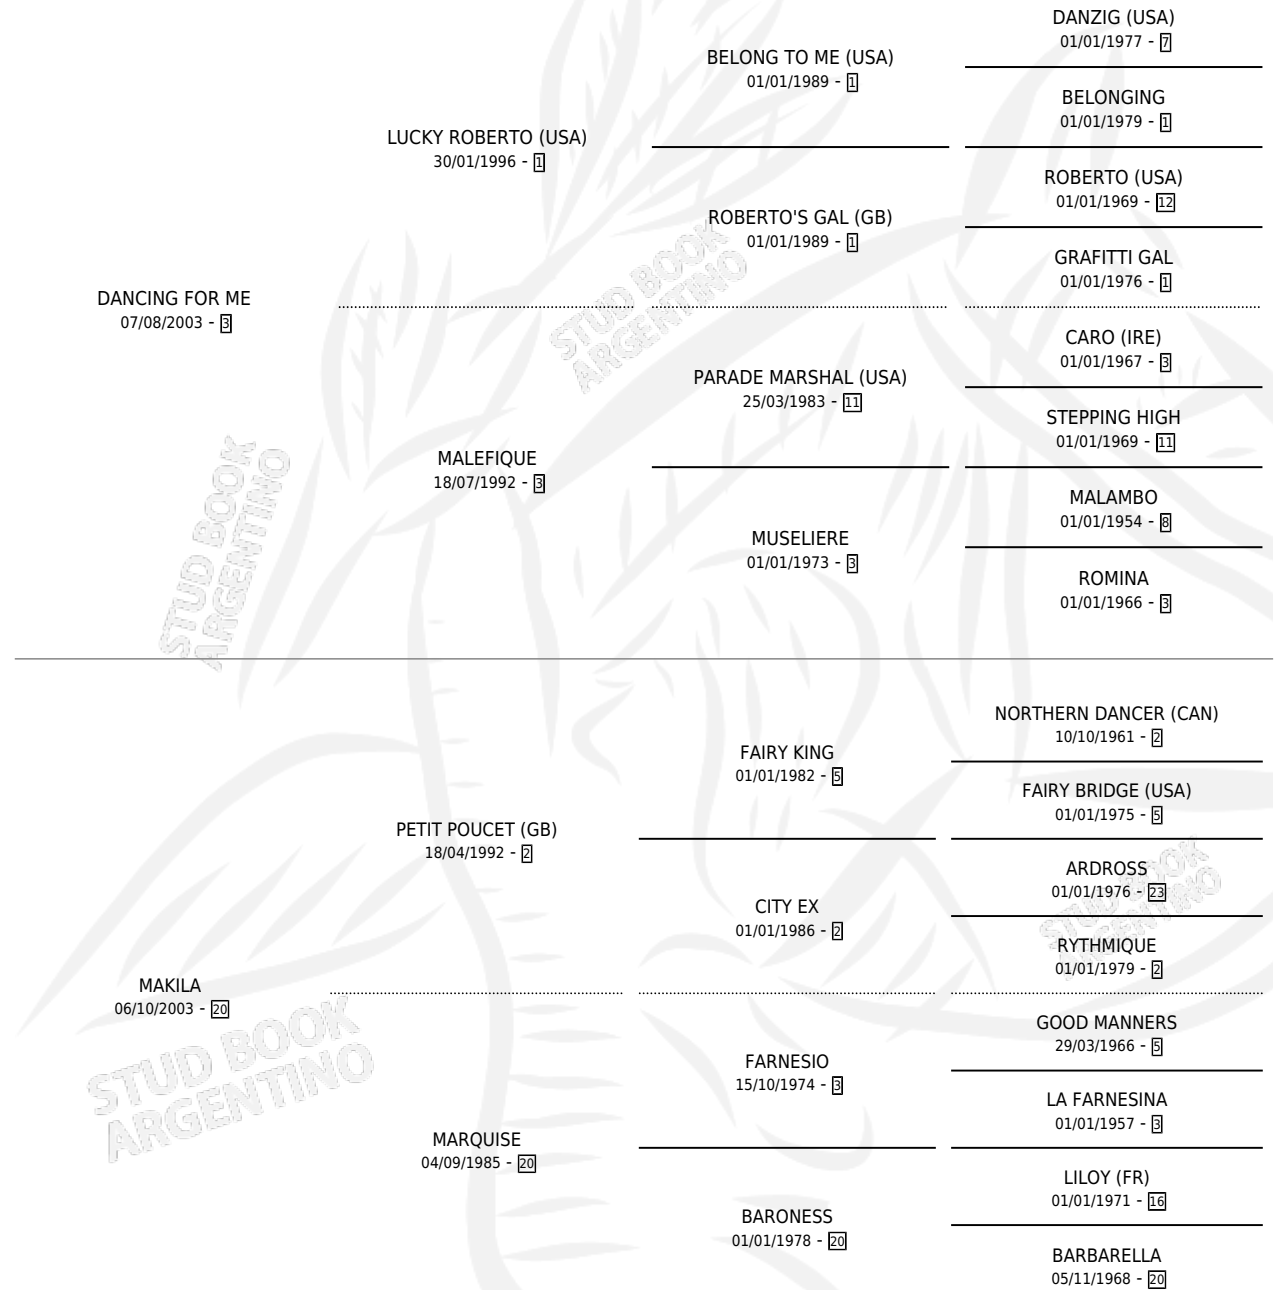 DANZIG (USA)
01/01/1977 - 7
BELONG TO ME (USA)
01/01/1989 - 1
BELONGING
01/01/1979 - 1
LUCKY ROBERTO (USA)
30/01/1996 - 1
ROBERTO (USA)
01/01/1969 - 12
ROBERTO'S GAL (GB)
01/01/1989 - 1
GRAFITTI GAL
01/01/1976 - 1
DANCING FOR ME
07/08/2003 - 3
STUD BOOK
ARGENTINO
CARO (IRE)
01/01/1967 - 3
PARADE MARSHAL (USA)
25/03/1983 - 11
STEPPING HIGH
01/01/1969 - 11
MALEFIQUE
18/07/1992 - 3
MALAMBO
01/01/1954 - 8
MUSELIERE
01/01/1973 - 3
ROMINA
01/01/1966 - 3
STUD BOOK
ARGENTINO
NORTHERN DANCER (CAN)
10/10/1961 - 2
FAIRY KING
01/01/1982 - 5
FAIRY BRIDGE (USA)
01/01/1975 - 5
PETIT POUCET (GB)
18/04/1992 - 2
ARDROSS
01/01/1976 - 23
CITY EX
01/01/1986 - 2
STUD BOOK
ARGENTINO
RYTHMIQUE
01/01/1979 - 2
MAKILA
06/10/2003 - 20
GOOD MANNERS
29/03/1966 - 5
FARNESIO
15/10/1974 - 3
LA FARNESINA
01/01/1957 - 3
STUD BOOK
ARGENTINO
MARQUISE
04/09/1985 - 20
LILOY (FR)
01/01/1971 - 16
BARONESS
01/01/1978 - 20
BARBARELLA
05/11/1968 - 20